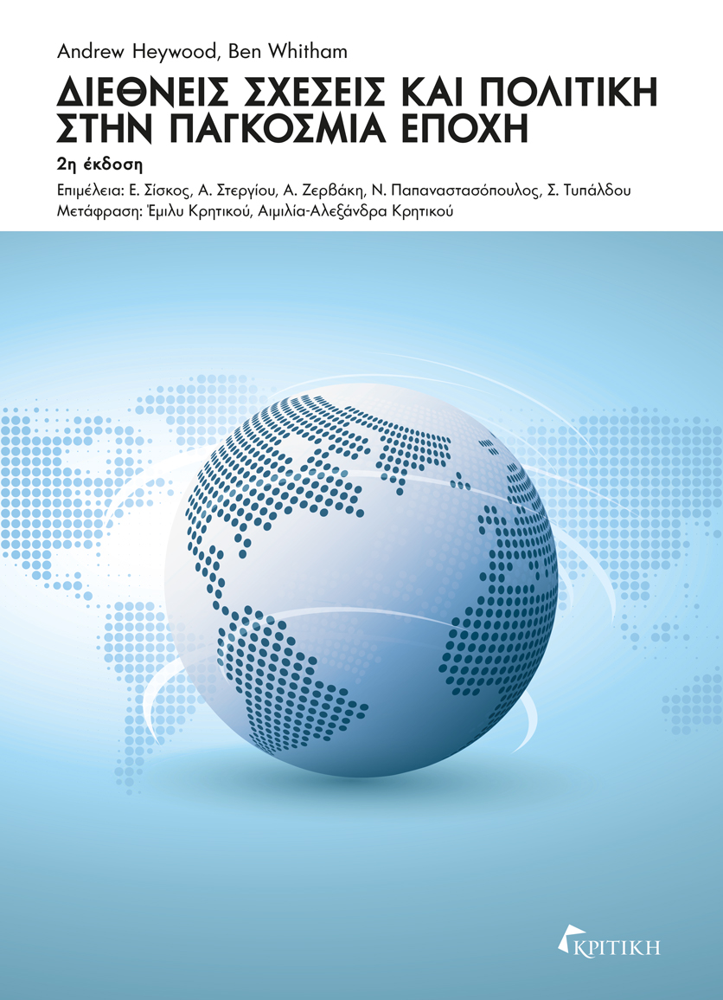 Andrew Heywood, Ben Whitham
ΔΙΕΘΝΕΙΣ ΣΧΕΣΕΙΣ ΚΑΙ ΠΟΛΙΤΙΚΗ
ΣΤΗΝ ΠΑΓΚΟΣΜΙΑ ΕΠΟΧΗ
2η έκδοση
Επιμέλεια: Ε. Σίσκος, Α. Στεργίου, Α. Ζερβάκη, Ν. Παπαναστασόπουλος, Σ. Τυπάλδου
Μετάφραση: Έμιλυ Κρητικού, Αιμιλία-Αλεξάνδρα Κρητικού
ΚΡΙΤΙΚΗ